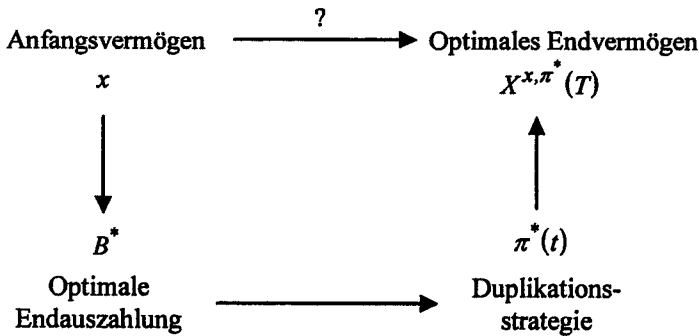 ?
Anfangsvermögen
Optimales Endvermögen
x
X^{x,π*}(T)
B*
π*(t)
Optimale
Endauszahlung
Duplikations-
strategie